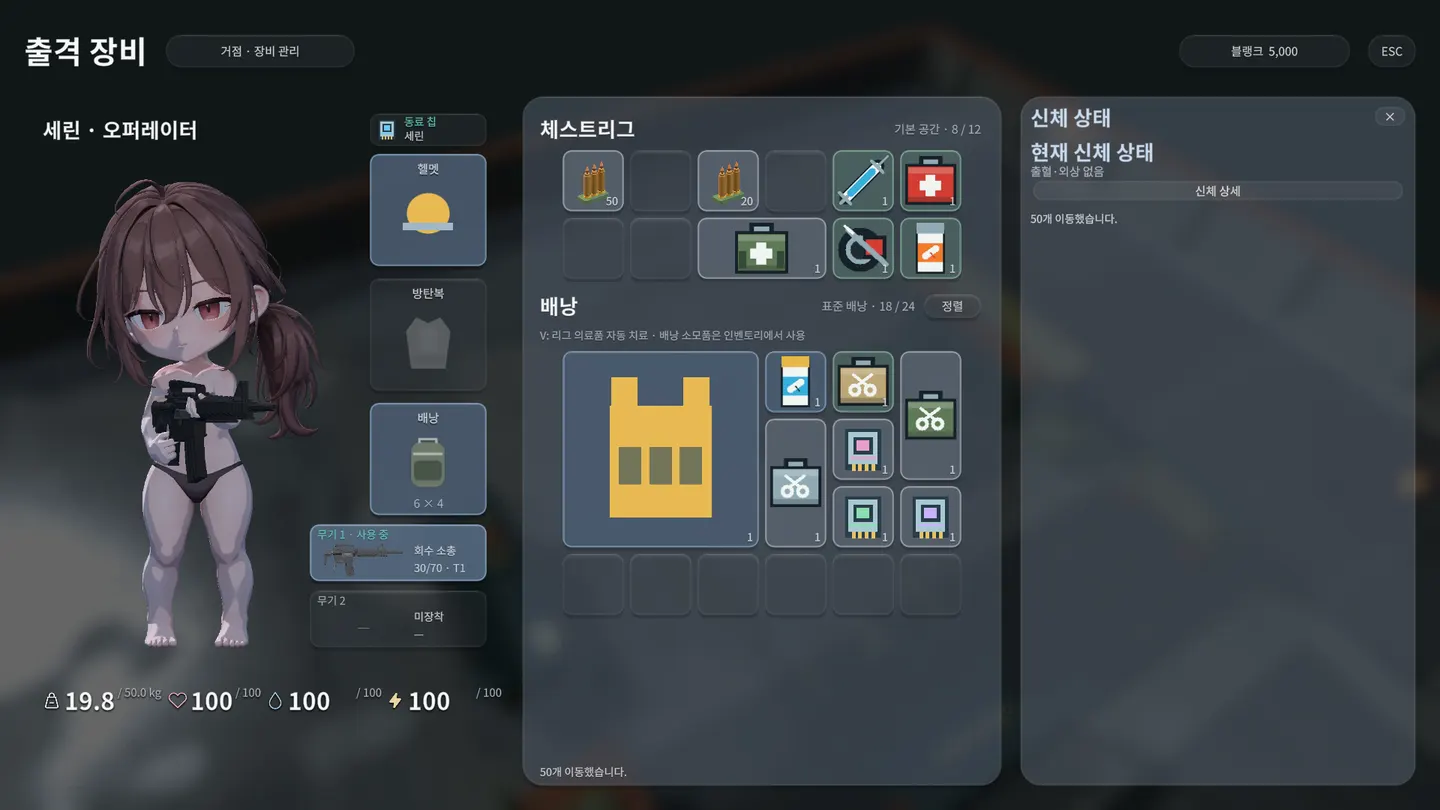 출격 장비
거점 · 장비 관리
블랭크 5,000
ESC
세린 · 오퍼레이터
동료 칩
세린
헬멧
방탄복
배낭
6 × 4
무기 1 · 사용 중
회수 소총
30/70 · T1
무기 2
미장착
—
—
19.8 / 50.0 kg
100 / 100
100 / 100
100 / 100
체스트리그
기본 공간 · 8 / 12
50
20
1
1
1
1
1
배낭
표준 배낭 · 18 / 24
정렬
V: 리그 의료품 자동 치료 · 배낭 소모품은 인벤토리에서 사용
1
1
1
1
1
1
1
1
50개 이동했습니다.
신체 상태
×
현재 신체 상태
출혈·외상 없음
신체 상세
50개 이동했습니다.